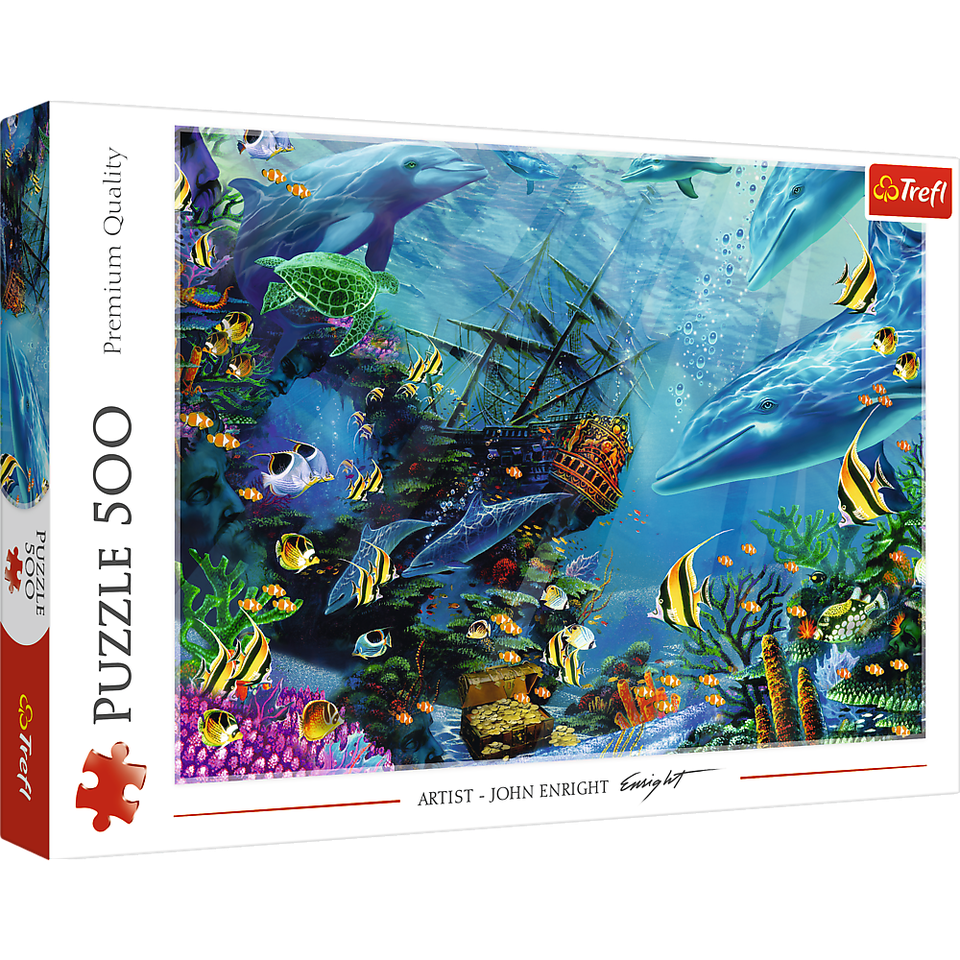 Premium Quality
PUZZLE 500
PUZZLE
500
Trefl
Trefl
ARTIST - JOHN ENRIGHT Enright